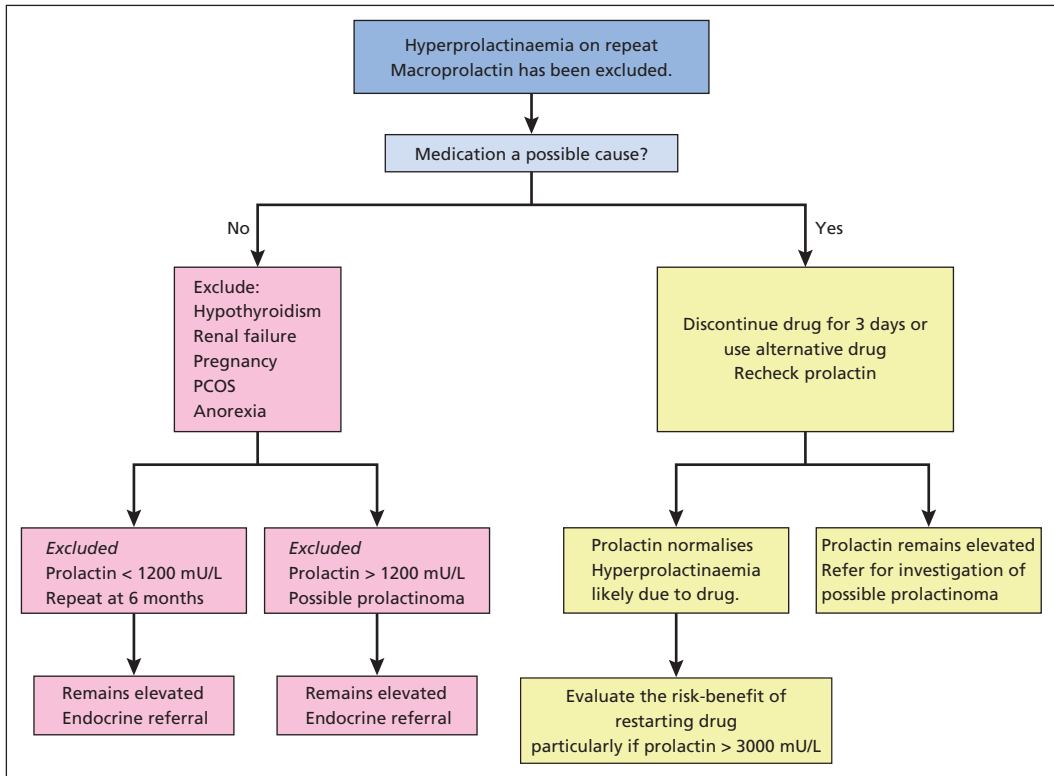 Hyperprolactinaemia on repeat
Macroprolactin has been excluded.
Medication a possible cause?
No
Yes
Exclude:
Hypothyroidism
Renal failure
Pregnancy
PCOS
Anorexia
Discontinue drug for 3 days or
use alternative drug
Recheck prolactin
Excluded
Prolactin < 1200 mU/L
Repeat at 6 months
Excluded
Prolactin > 1200 mU/L
Possible prolactinoma
Prolactin normalises
Hyperprolactinaemia
likely due to drug.
Prolactin remains elevated
Refer for investigation of
possible prolactinoma
Remains elevated
Endocrine referral
Remains elevated
Endocrine referral
Evaluate the risk-benefit of
restarting drug
particularly if prolactin > 3000 mU/L